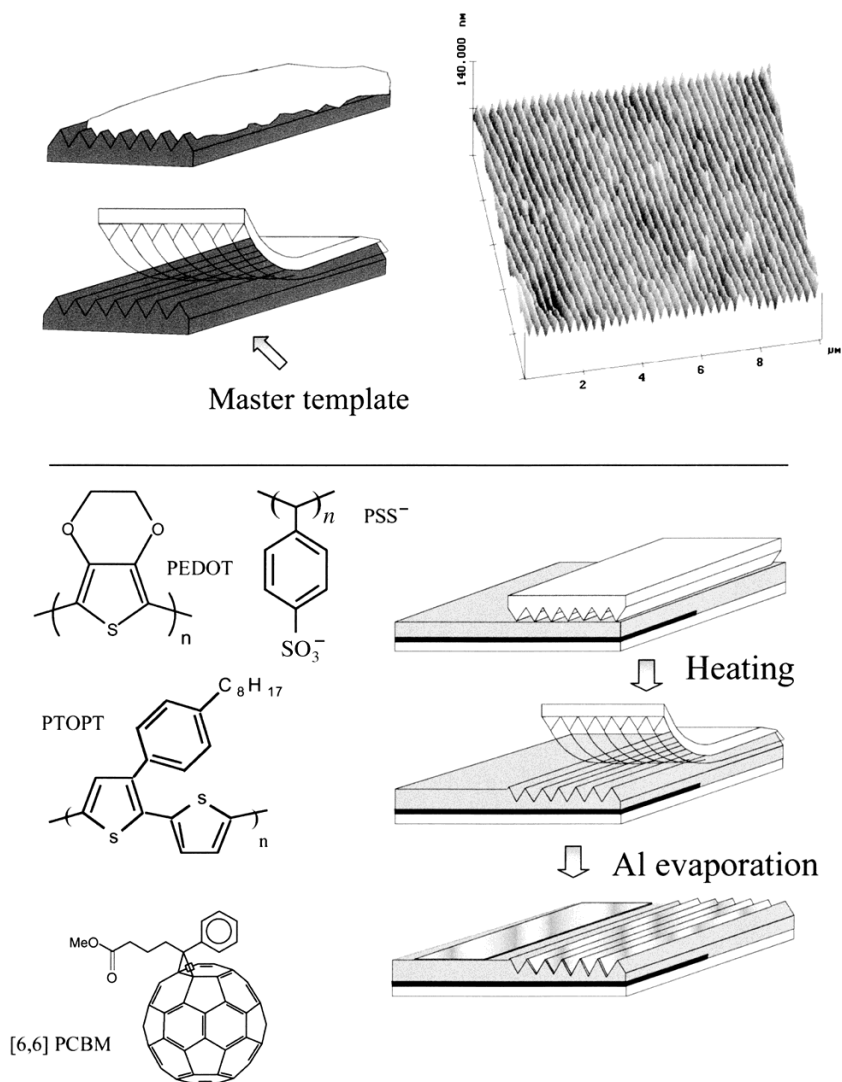 140.000 nm
2
4
6
8
µm
Master template
O
O
S
n
PEDOT
n
PSS⁻
SO₃⁻
PTOPT
C₈H₁₇
S
S
n
Heating
Al evaporation
MeO
O
[6,6] PCBM